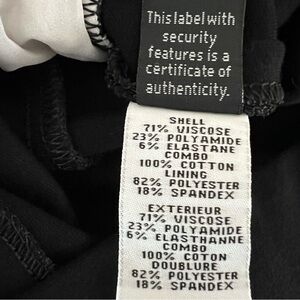 This label with
security
features is a
certificate of
authenticity.
SHELL
71% VISCOSE
23% POLYAMIDE
6% ELASTANE
COMBO
100% COTTON
LINING
82% POLYESTER
18% SPANDEX
EXTERIEUR
71% VISCOSE
23% POLYAMIDE
6% ELASTHANNE
COMBO
100% COTON
DOUBLURE
82% POLYESTER
18% SPANDEX